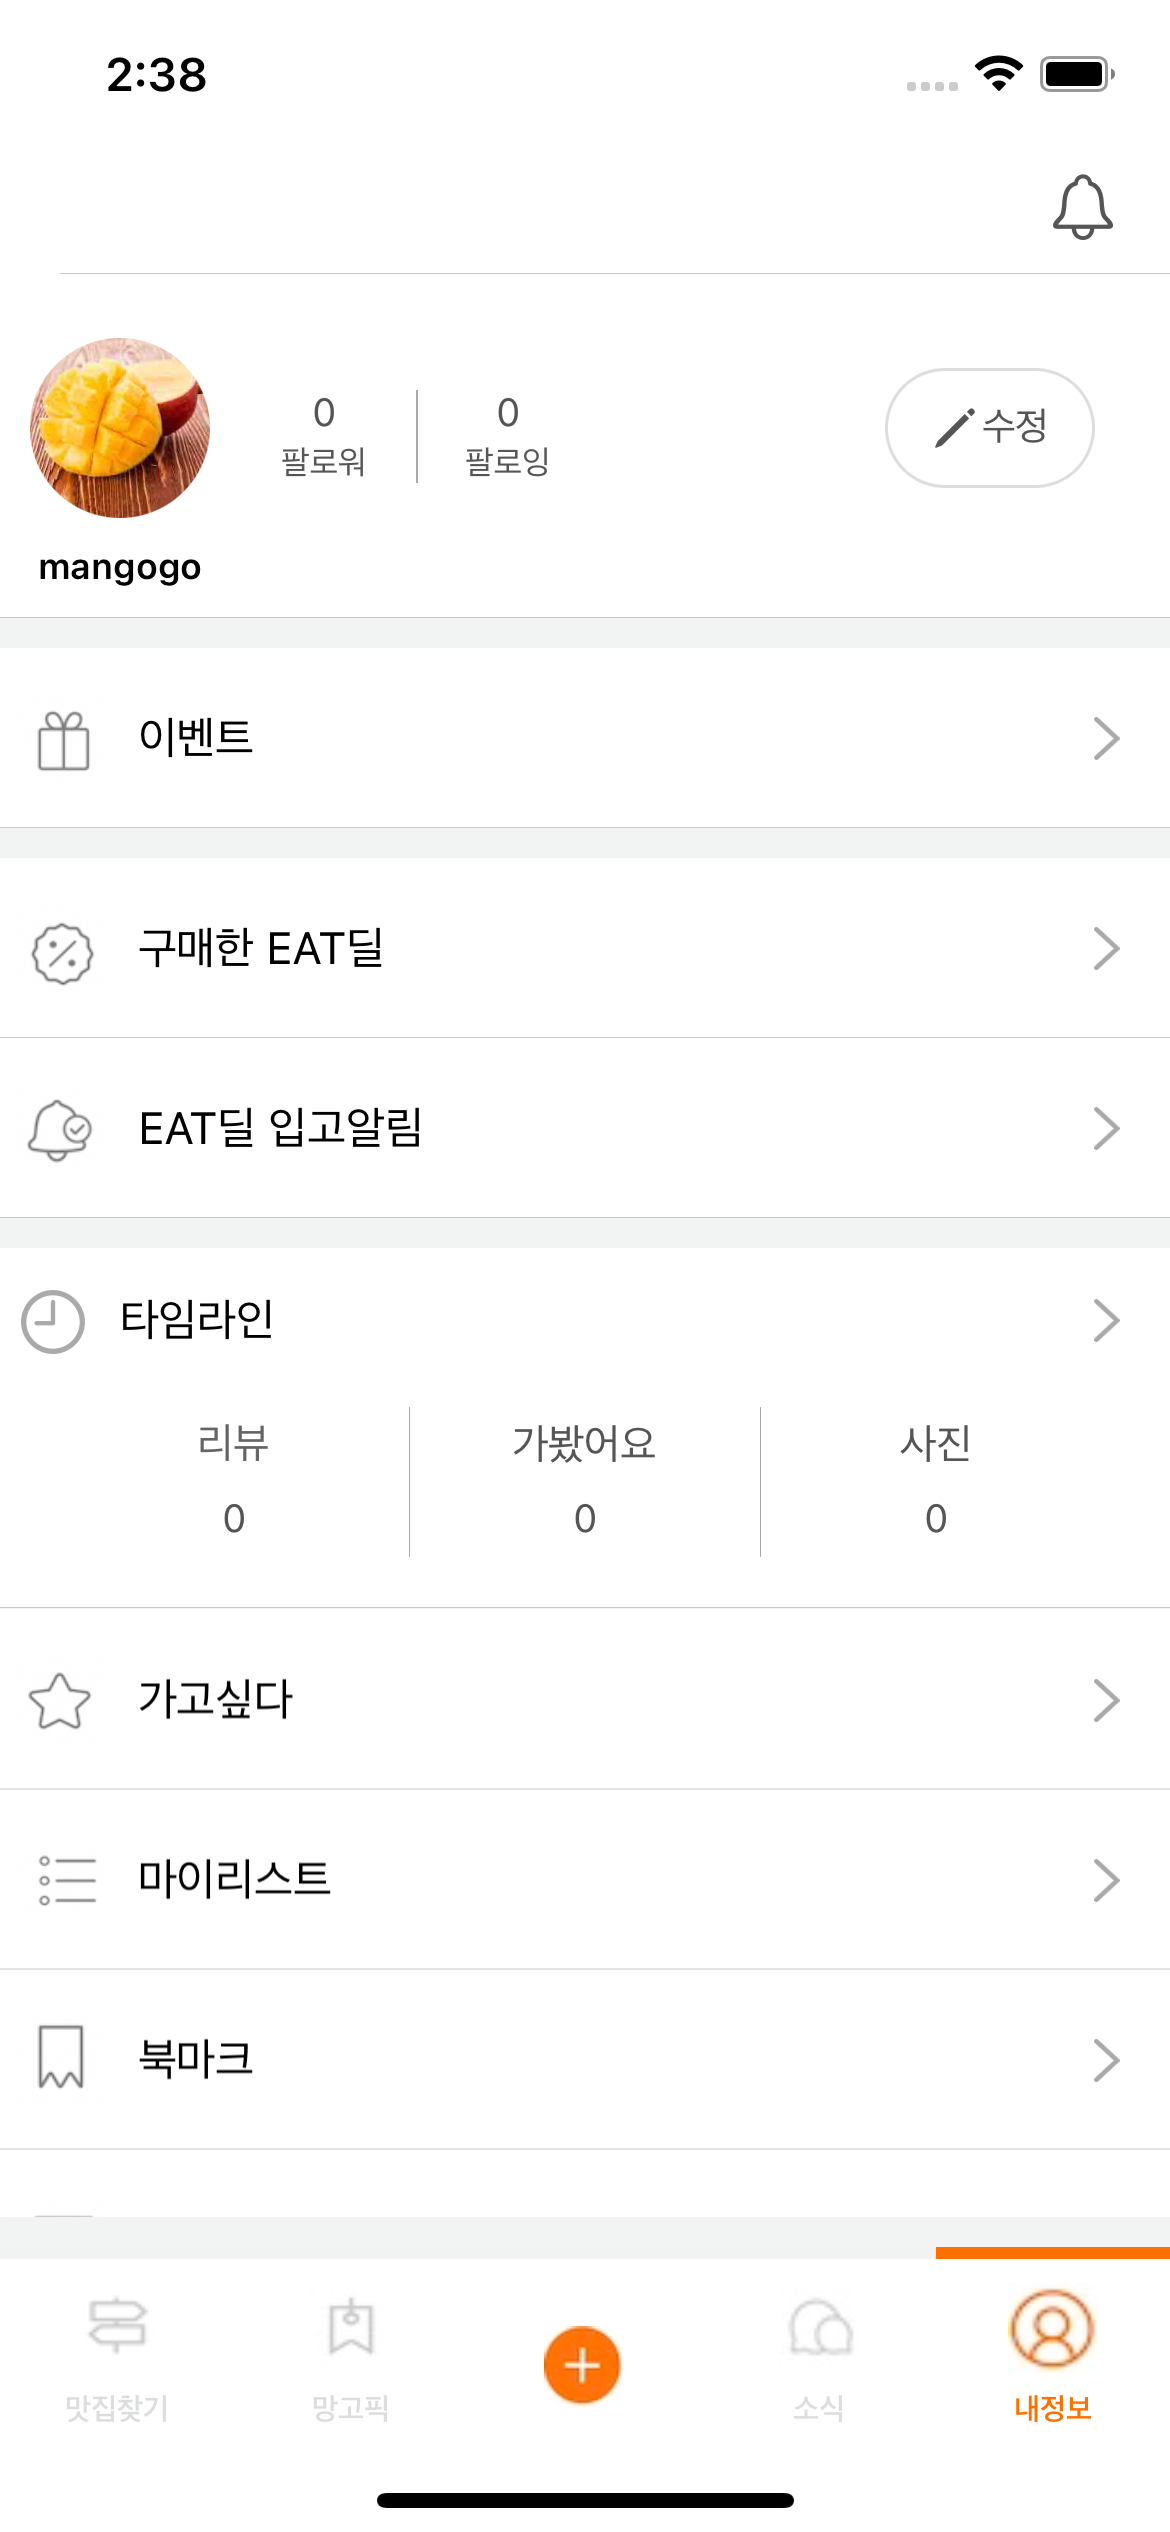 2:38
0
0
팔로워
팔로잉
수정
mangogo
이벤트
구매한 EAT딜
EAT딜 입고알림
타임라인
리뷰
가봤어요
사진
0
0
0
가고싶다
마이리스트
북마크
맛집찾기
망고픽
소식
내정보